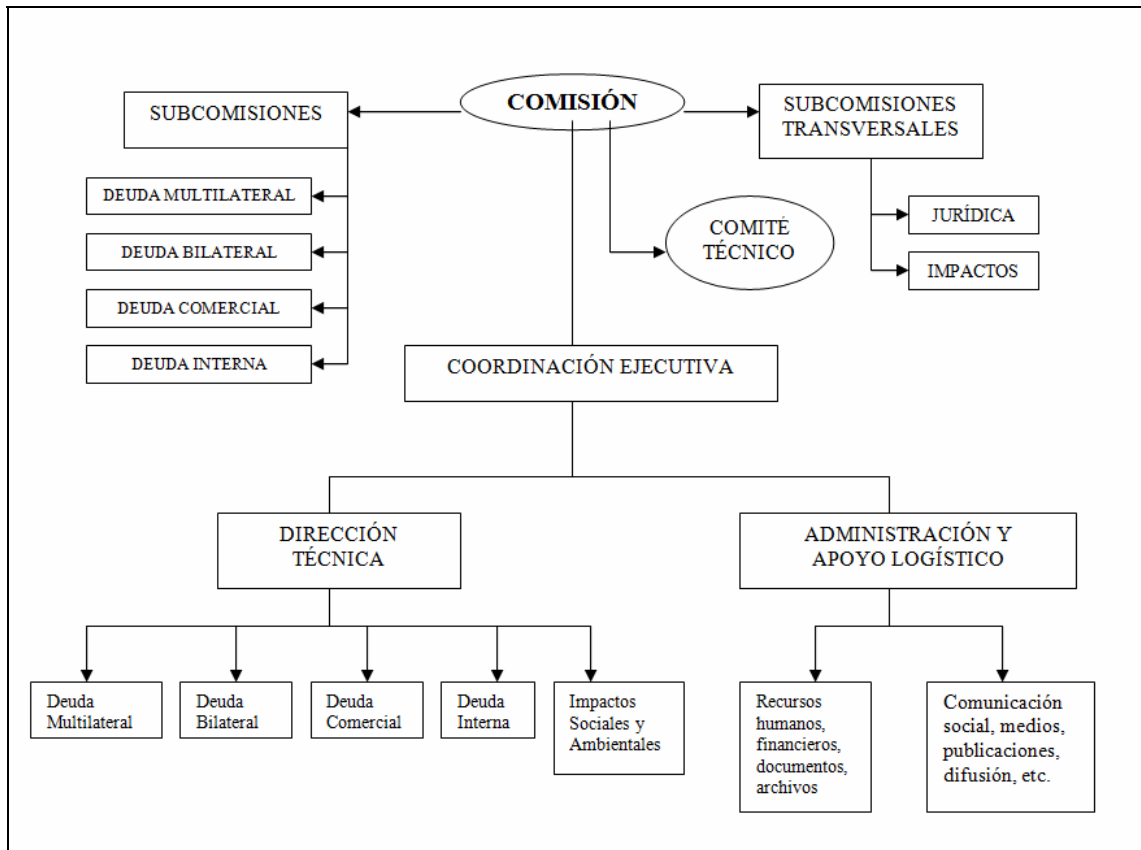 COMISIÓN
SUBCOMISIONES
DEUDA MULTILATERAL
DEUDA BILATERAL
DEUDA COMERCIAL
DEUDA INTERNA
SUBCOMISIONES
TRANSVERSALES
JURÍDICA
IMPACTOS
COMITÉ
TÉCNICO
COORDINACIÓN EJECUTIVA
DIRECCIÓN
TÉCNICA
ADMINISTRACIÓN Y
APOYO LOGÍSTICO
Deuda
Multilateral
Deuda
Bilateral
Deuda
Comercial
Deuda
Interna
Impactos
Sociales y
Ambientales
Recursos
humanos,
financieros,
documentos,
archivos
Comunicación
social, medios,
publicaciones,
difusión, etc.